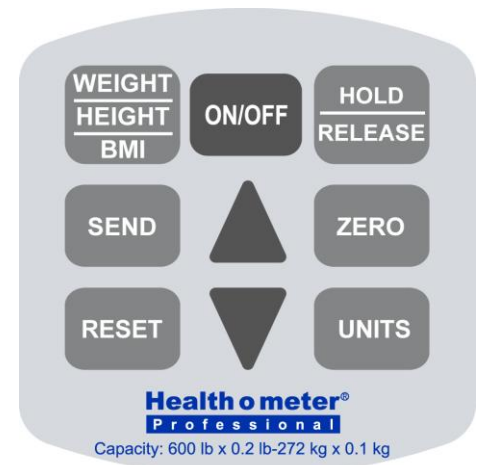 WEIGHT
HEIGHT
BMI
ON/OFF
HOLD
RELEASE
SEND
ZERO
RESET
UNITS
Health o meter®
Professional
Capacity: 600 lb x 0.2 lb-272 kg x 0.1 kg